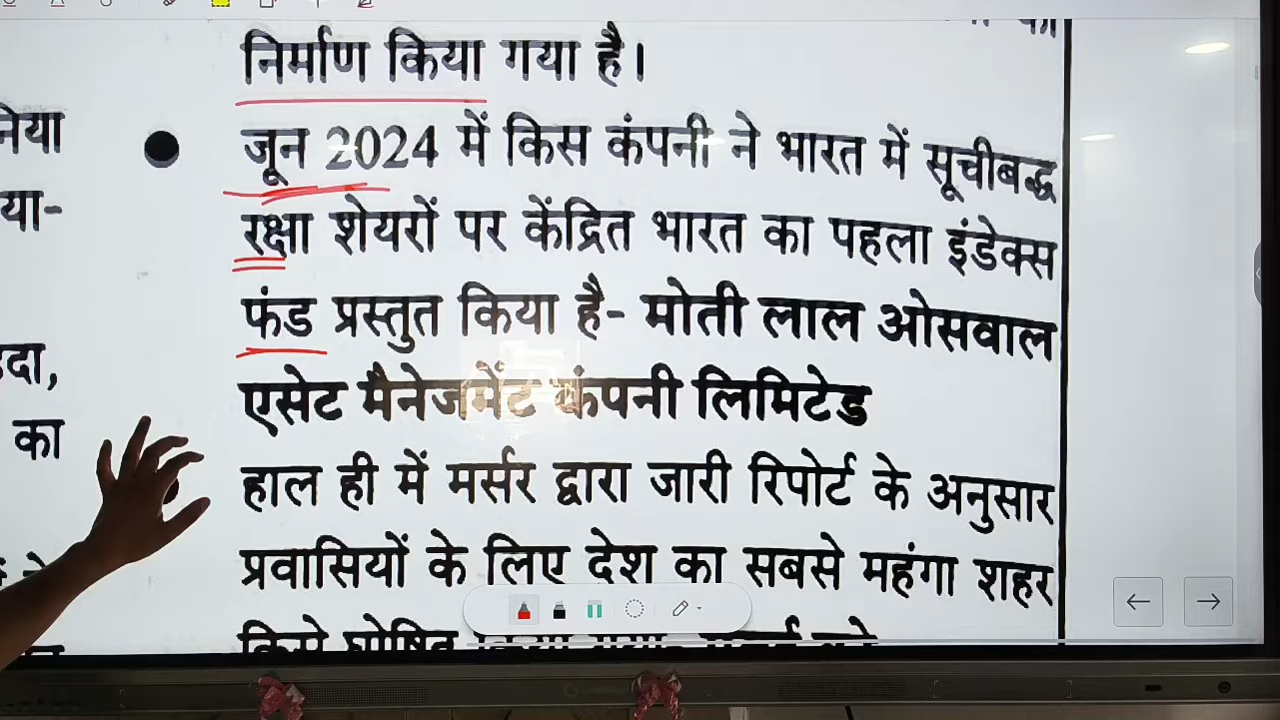 निर्माण किया गया है।
जून 2024 में किस कंपनी ने भारत में सूचीबद्ध
रक्षा शेयरों पर केंद्रित भारत का पहला इंडेक्स
फंड प्रस्तुत किया है- मोती लाल ओसवाल
एसेट मैनेजमेंट कंपनी लिमिटेड
हाल ही में मर्सर द्वारा जारी रिपोर्ट के अनुसार
प्रवासियों के लिए देश का सबसे महंगा शहर
किसे घोषित
या-
का